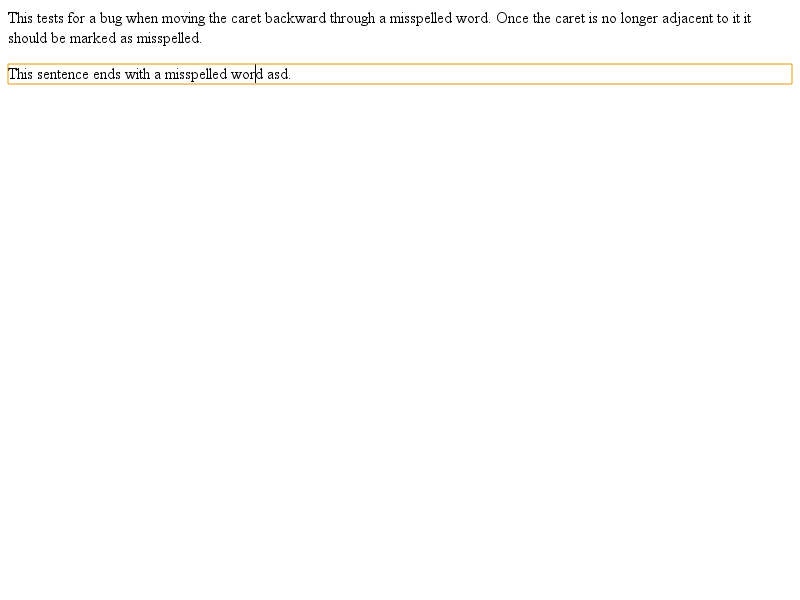 This tests for a bug when moving the caret backward through a misspelled word. Once the caret is no longer adjacent to it it
should be marked as misspelled.
This sentence ends with a misspelled word asd.